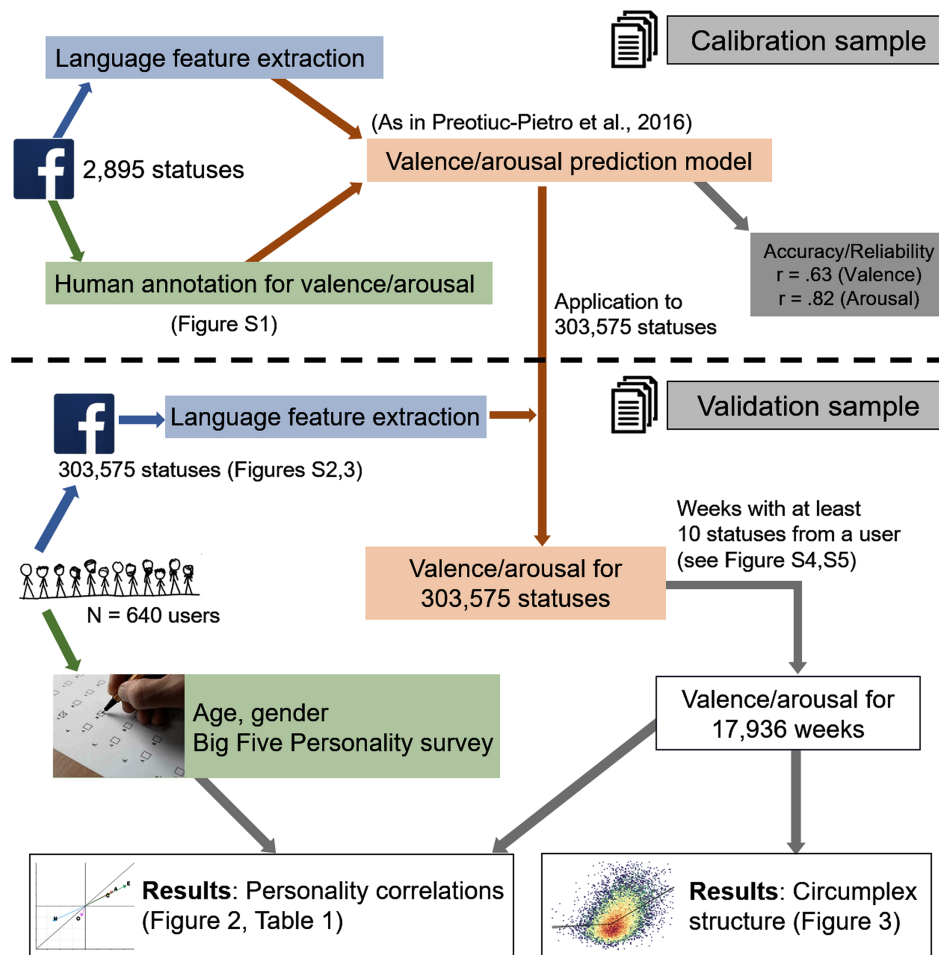 Language feature extraction
Calibration sample
(As in Preotiuc-Pietro et al., 2016)
2,895 statuses
Valence/arousal prediction model
Accuracy/Reliability
r = .63 (Valence)
r = .82 (Arousal)
Human annotation for valence/arousal
(Figure S1)
Application to
303,575 statuses
Validation sample
Language feature extraction
303,575 statuses (Figures S2,3)
Weeks with at least
10 statuses from a user
(see Figure S4,S5)
Valence/arousal for
303,575 statuses
N = 640 users
Age, gender
Big Five Personality survey
Valence/arousal for
17,936 weeks
Results: Personality correlations
(Figure 2, Table 1)
Results: Circumplex
structure (Figure 3)